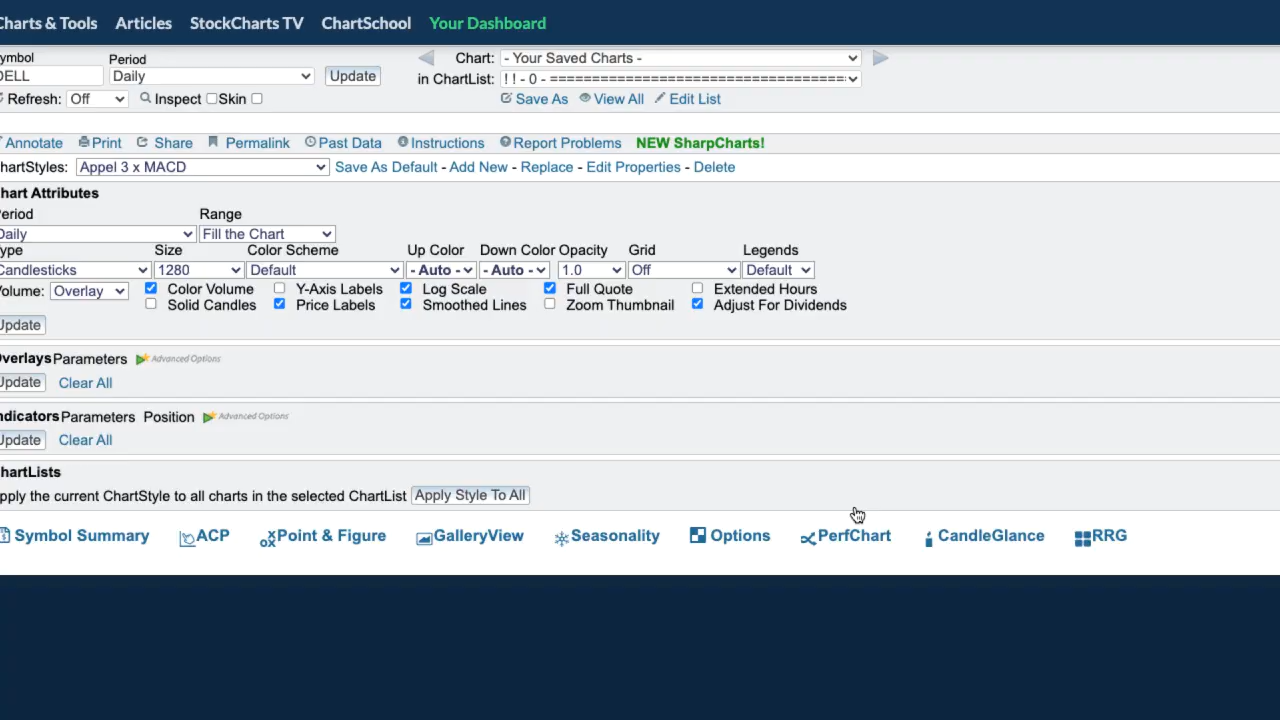 Charts & Tools Articles StockCharts TV ChartSchool Your Dashboard
ymbol Period Chart: - Your Saved Charts -
DELL Daily Update in ChartList: ! ! - 0 - ==================================
Refresh: Off Inspect Skin Save As View All Edit List
Annotate Print Share Permalink Past Data Instructions Report Problems NEW SharpCharts!
hartStyles: Appel 3 x MACD Save As Default - Add New - Replace - Edit Properties - Delete
hart Attributes
Period Range
Daily Fill the Chart
ype Size Color Scheme Up Color Down Color Opacity Grid Legends
Candlesticks 1280 Default - Auto - - Auto - 1.0 Off Default
olume: Overlay Color Volume Y-Axis Labels Log Scale Full Quote Extended Hours
Solid Candles Price Labels Smoothed Lines Zoom Thumbnail Adjust For Dividends
Update
verlays Parameters Advanced Options
Update Clear All
ndicators Parameters Position Advanced Options
Update Clear All
hartLists
pply the current ChartStyle to all charts in the selected ChartList Apply Style To All
Symbol Summary ACP Point & Figure GalleryView Seasonality Options PerfChart CandleGlance RRG